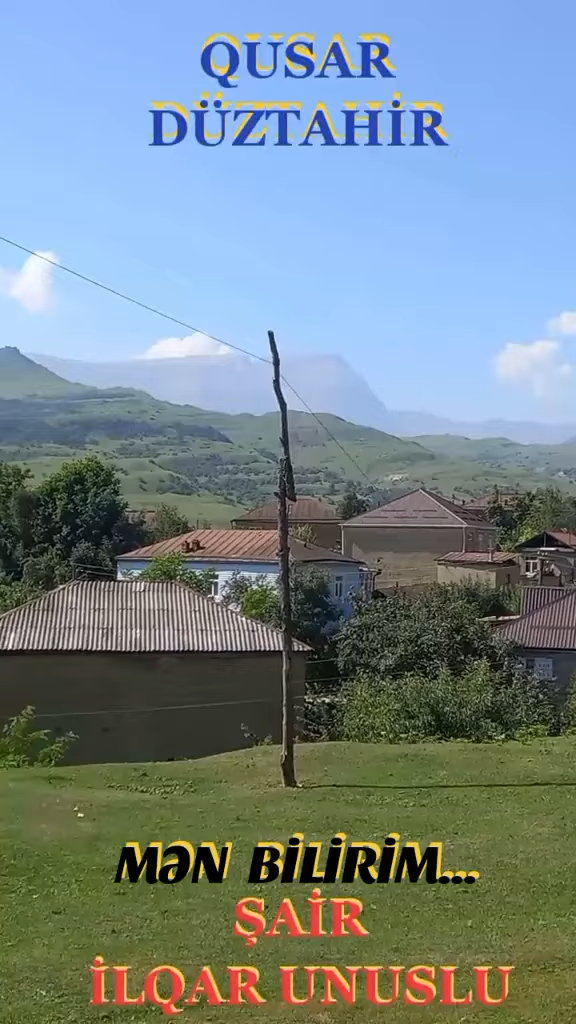 QUSAR
DÜZTAHİR
MƏN BİLİRİM...
ŞAİR
İLQAR UNUSLU